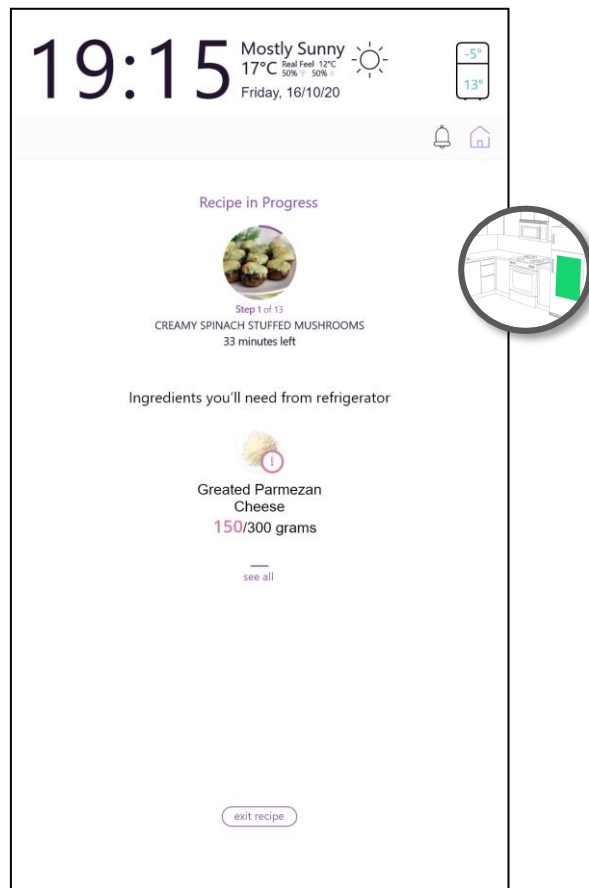 19:15
Mostly Sunny
17°C Real Feel 12°C
50% 50%
Friday, 16/10/20
-5°
13°
Recipe in Progress
Step 1 of 13
CREAMY SPINACH STUFFED MUSHROOMS
33 minutes left
Ingredients you'll need from refrigerator
!
Greated Parmezan
Cheese
150/300 grams
see all
exit recipe